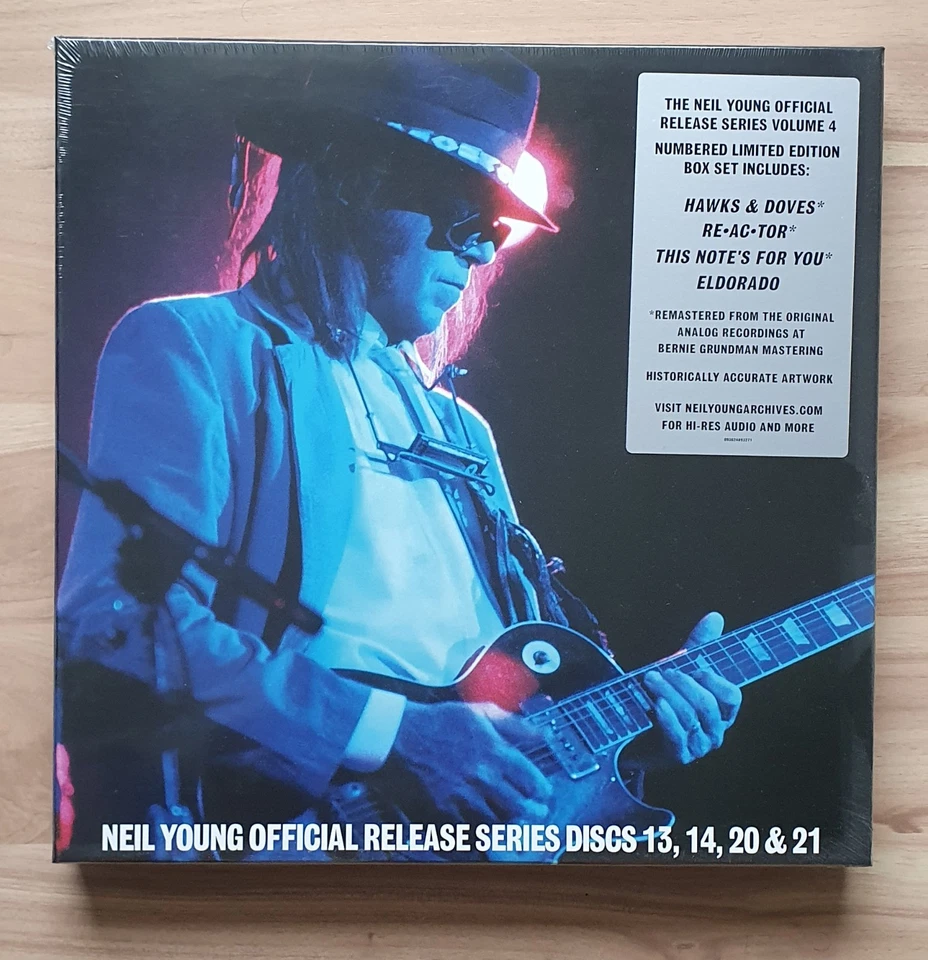 THE NEIL YOUNG OFFICIAL
RELEASE SERIES VOLUME 4
NUMBERED LIMITED EDITION
BOX SET INCLUDES:
HAWKS & DOVES*
RE•AC•TOR*
THIS NOTE'S FOR YOU*
ELDORADO
*REMASTERED FROM THE ORIGINAL
ANALOG RECORDINGS AT
BERNIE GRUNDMAN MASTERING
HISTORICALLY ACCURATE ARTWORK
VISIT NEILYOUNGARCHIVES.COM
FOR HI-RES AUDIO AND MORE
NEIL YOUNG OFFICIAL RELEASE SERIES DISCS 13, 14, 20 & 21